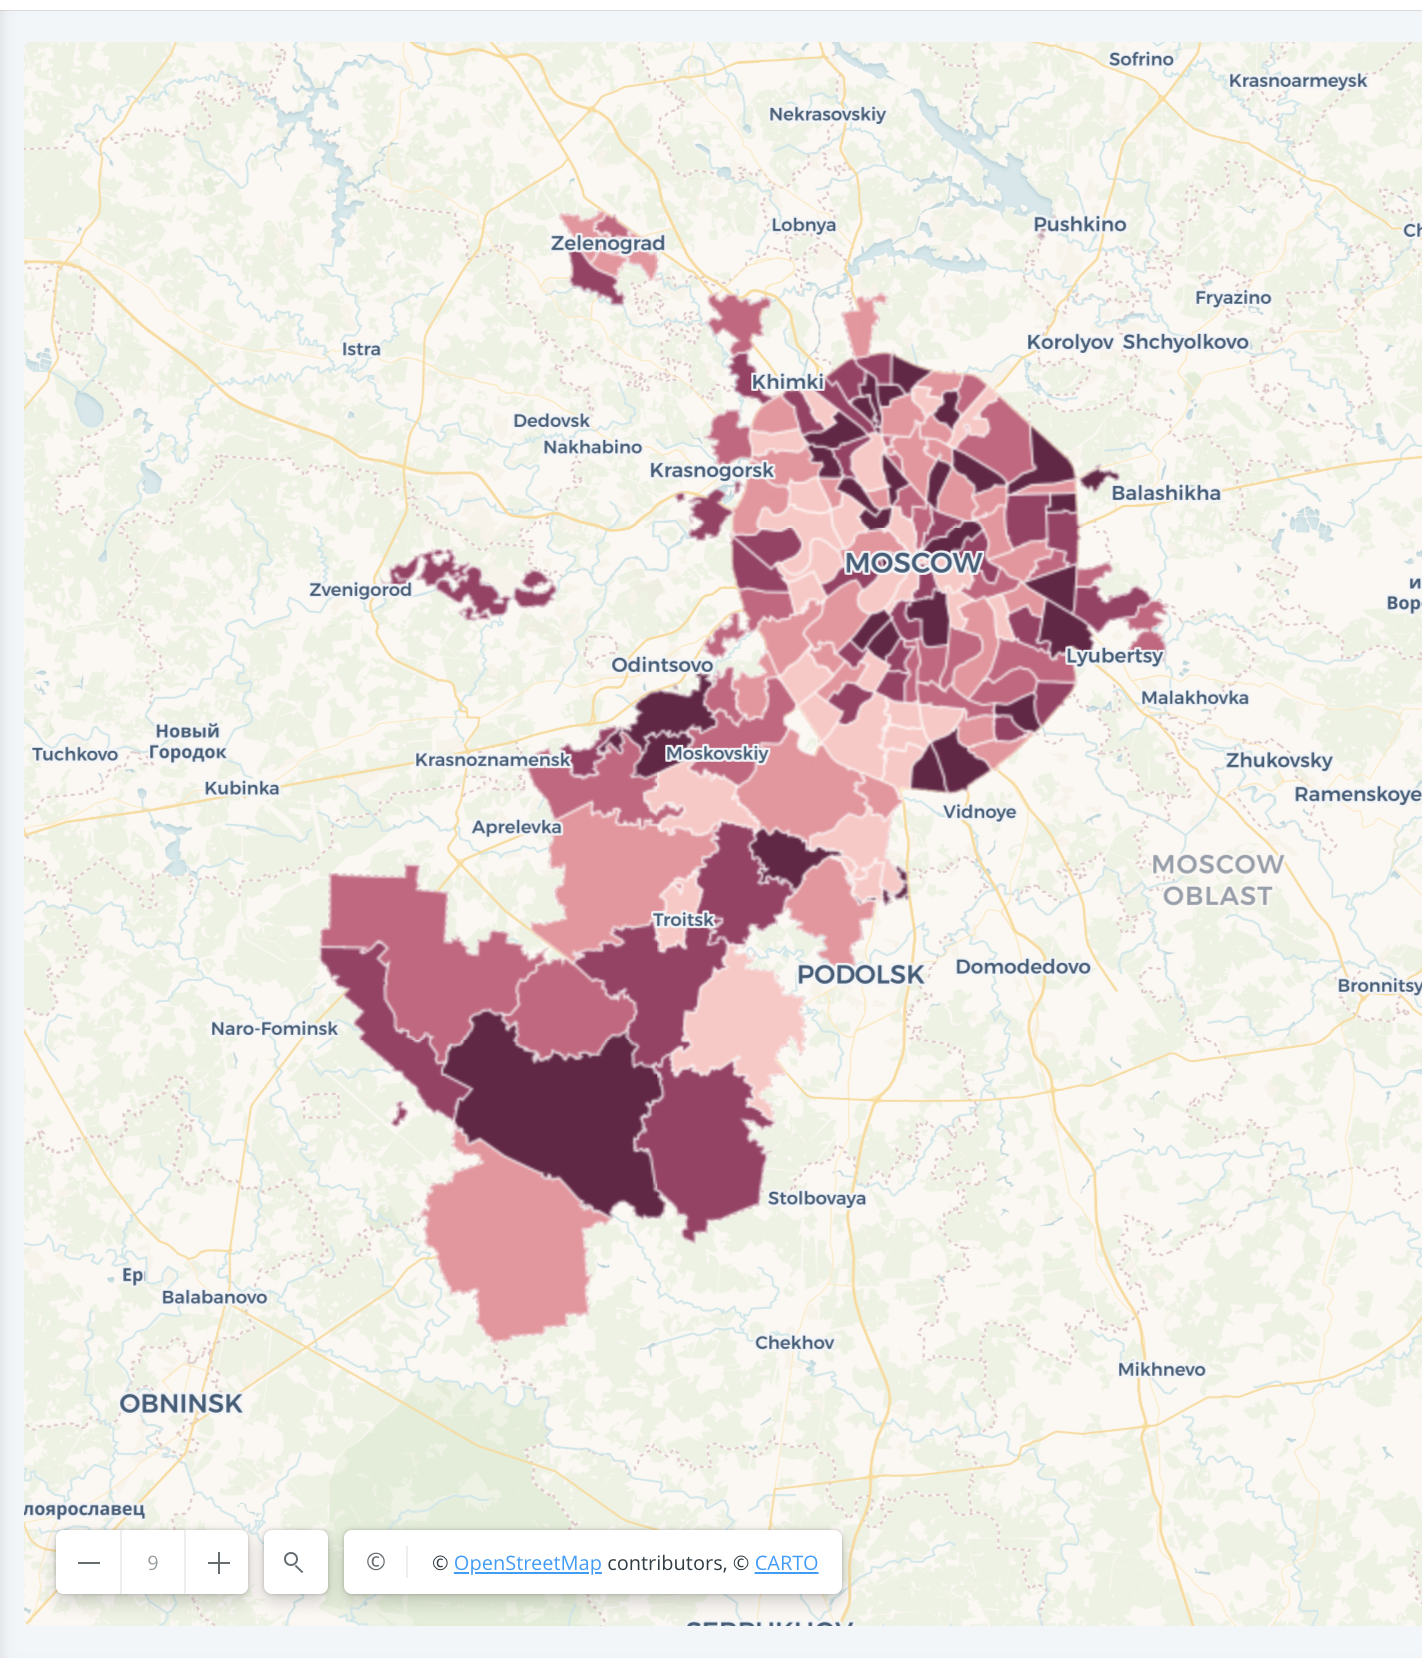 Sofrino
Krasnoarmeysk
Nekrasovskiy
Lobnya
Pushkino
Zelenograd
Fryazino
Korolyov
Shchyolkovo
Istra
Khimki
Dedovsk
Nakhabino
Krasnogorsk
Balashikha
MOSCOW
Zvenigorod
Odintsovo
Lyubertsy
Malakhovka
Новый
Городок
Tuchkovo
Krasnoznamensk
Moskovskiy
Zhukovsky
Kubinka
Ramenskoye
Aprelevka
Vidnoye
MOSCOW
OBLAST
Troitsk
PODOLSK
Domodedovo
Bronnitsy
Naro-Fominsk
Stolbovaya
Balabanovo
Chekhov
Mikhnevo
OBNINSK
лоярославец
9
© © OpenStreetMap contributors, © CARTO